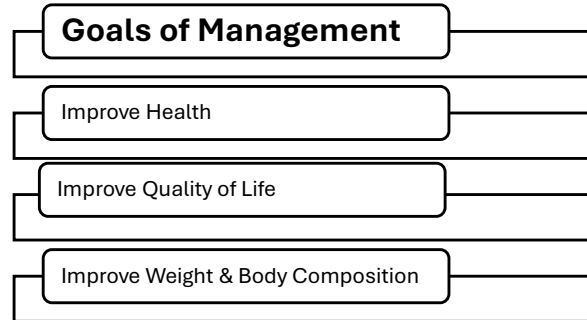 Goals of Management
Improve Health
Improve Quality of Life
Improve Weight & Body Composition